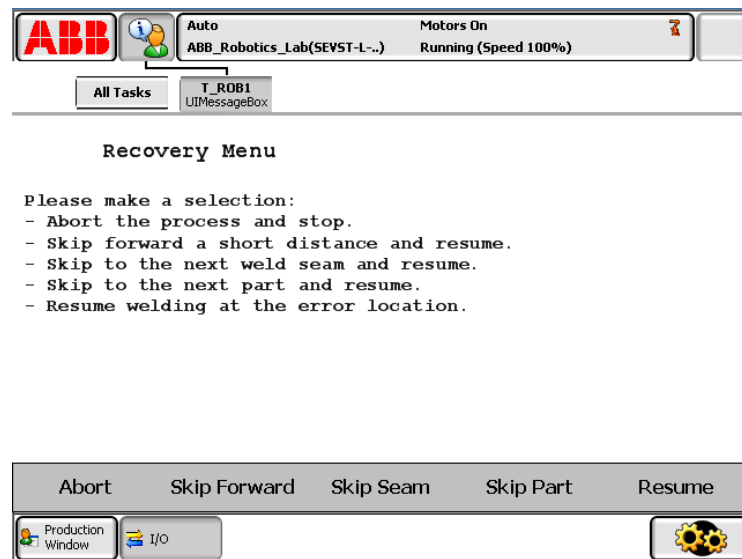 ABB
Auto
Motors On
ABB_Robotics_Lab(SEVST-L-..)
Running (Speed 100%)
All Tasks
T_ROB1
UIMessageBox
Recovery Menu
Please make a selection:
- Abort the process and stop.
- Skip forward a short distance and resume.
- Skip to the next weld seam and resume.
- Skip to the next part and resume.
- Resume welding at the error location.
Abort
Skip Forward
Skip Seam
Skip Part
Resume
Production
Window
I/O